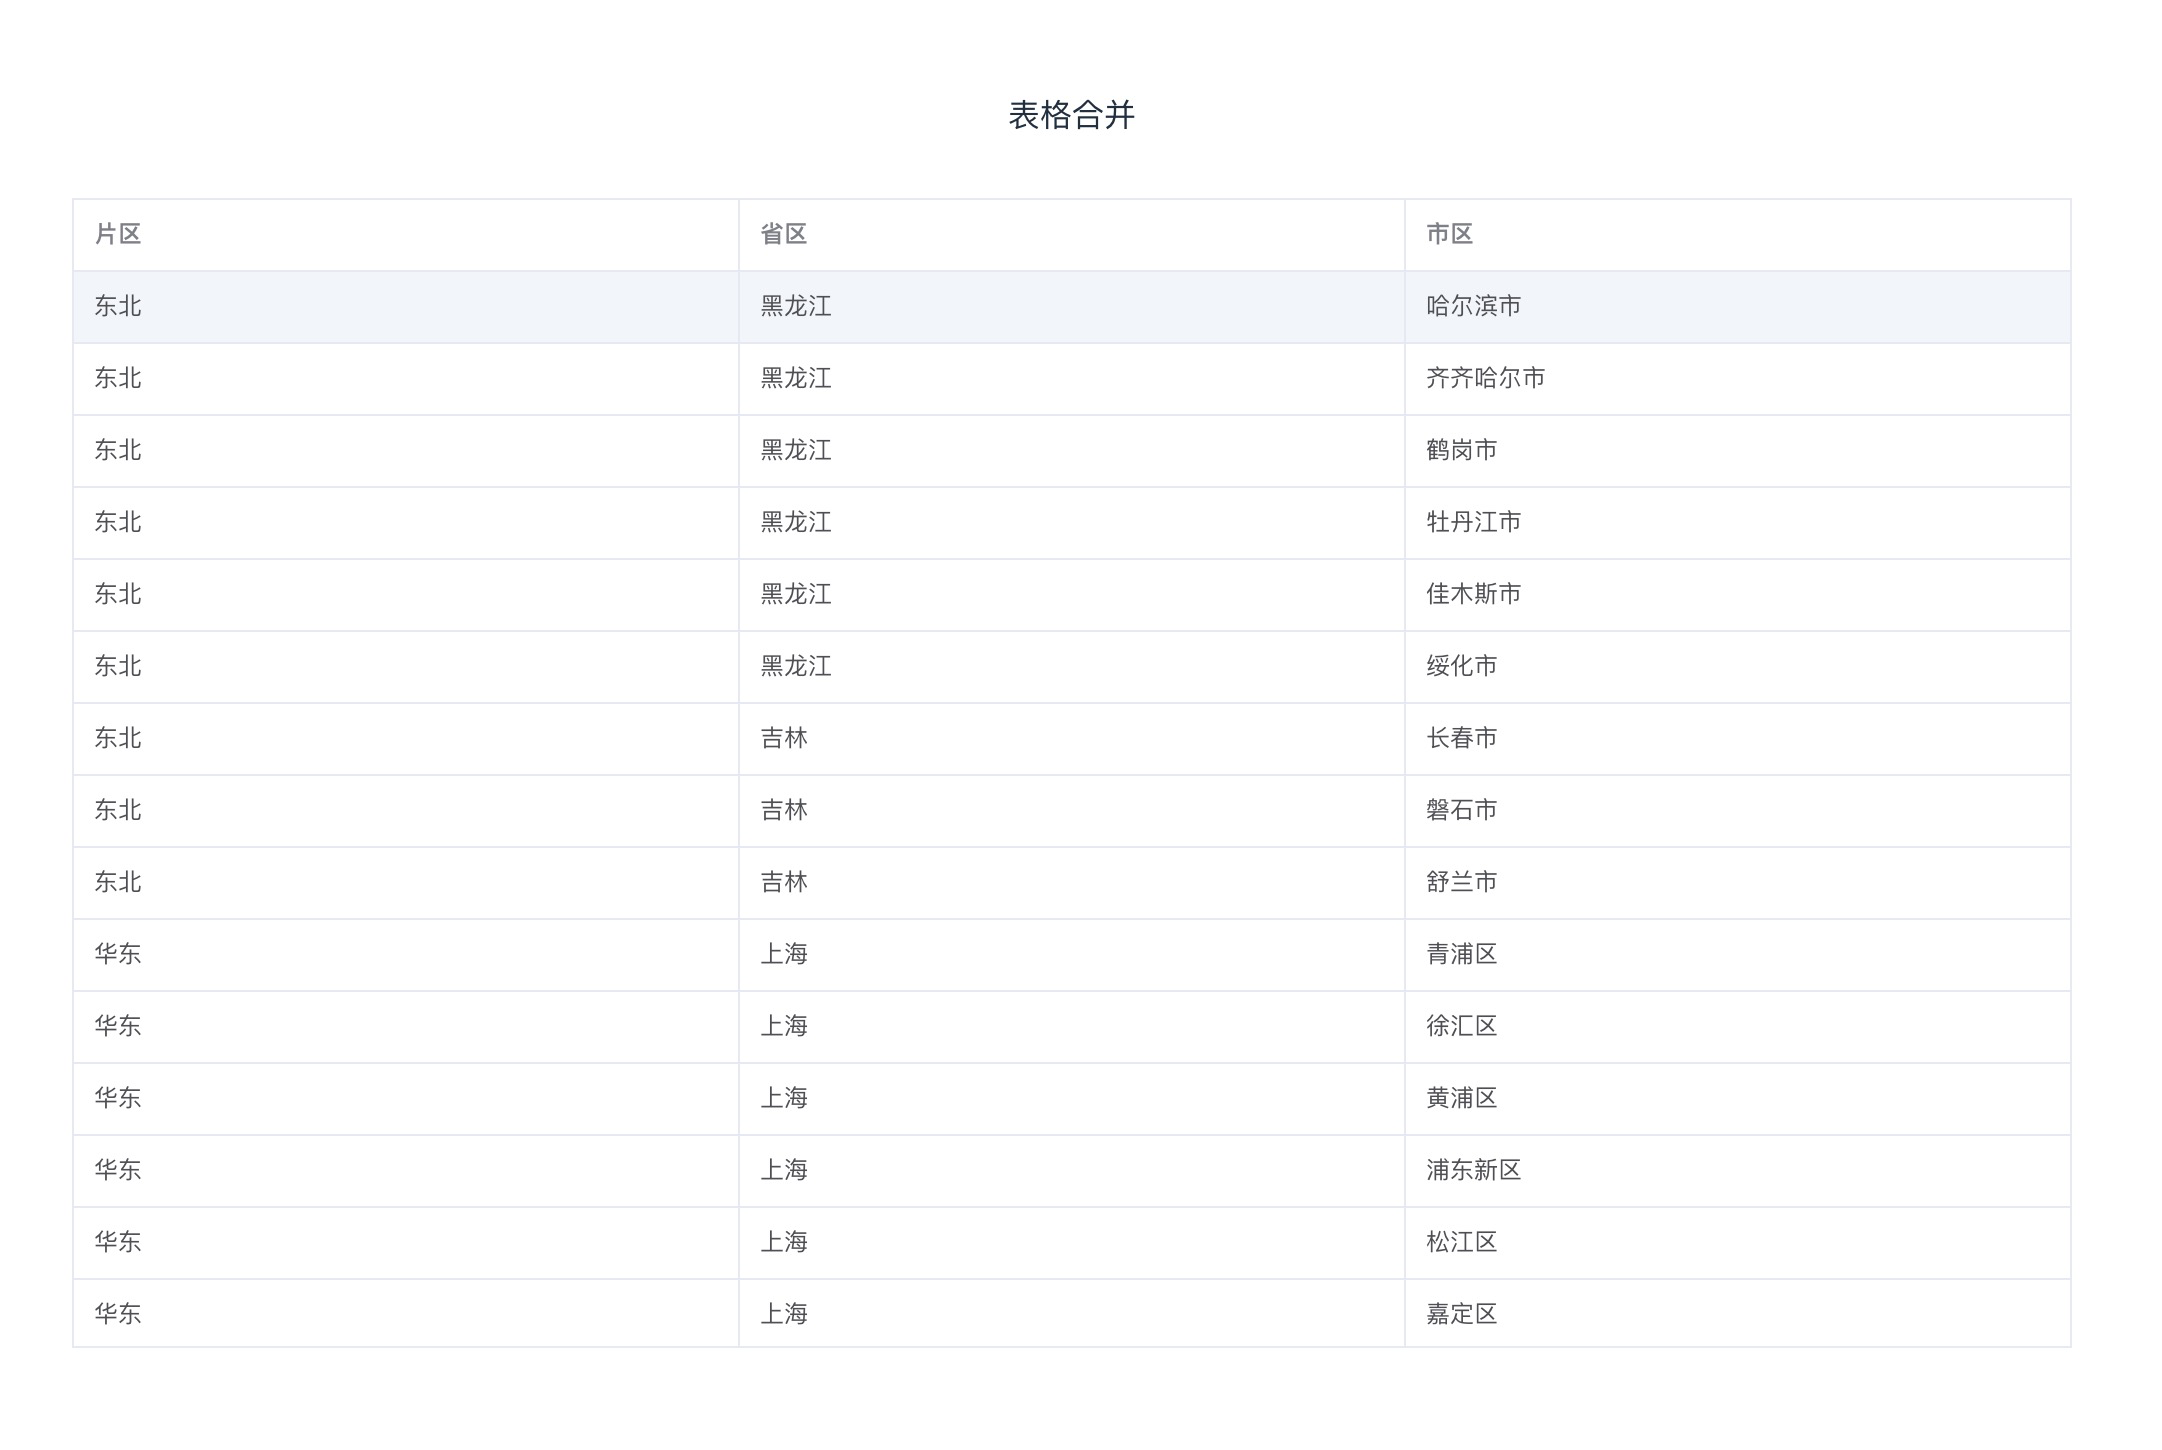 表格合并
片区 省区 市区
东北 黑龙江 哈尔滨市
东北 黑龙江 齐齐哈尔市
东北 黑龙江 鹤岗市
东北 黑龙江 牡丹江市
东北 黑龙江 佳木斯市
东北 黑龙江 绥化市
东北 吉林 长春市
东北 吉林 磐石市
东北 吉林 舒兰市
华东 上海 青浦区
华东 上海 徐汇区
华东 上海 黄浦区
华东 上海 浦东新区
华东 上海 松江区
华东 上海 嘉定区